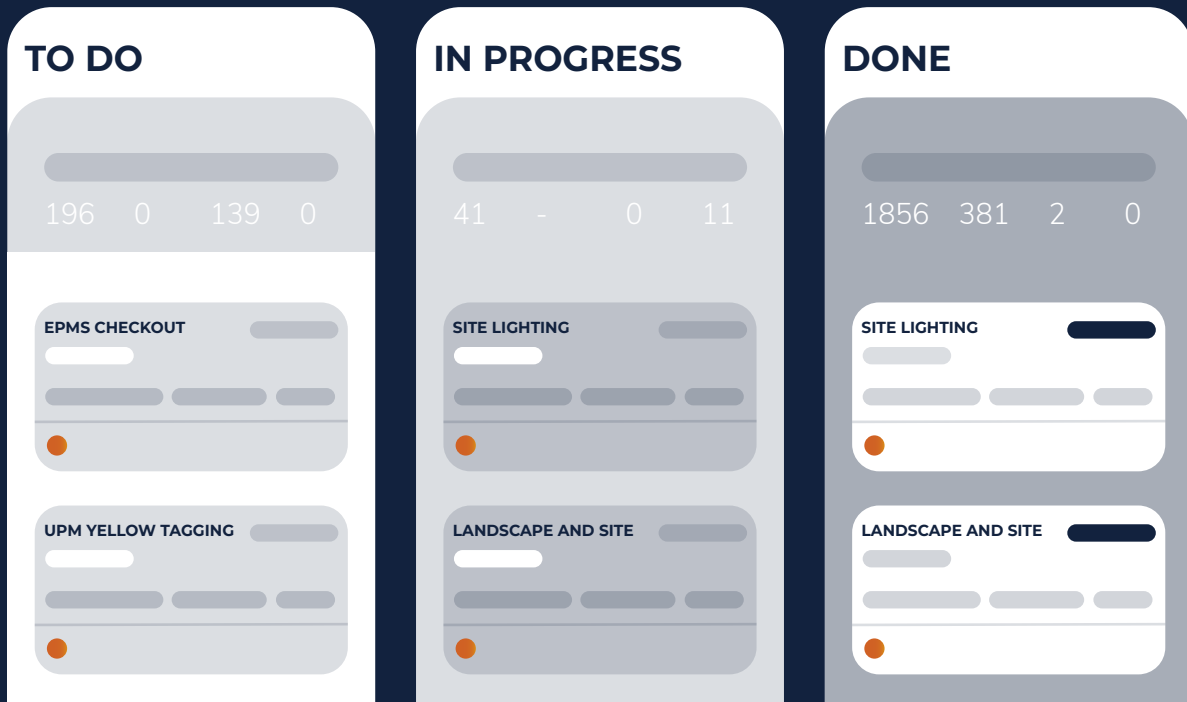 TO DO
196 0 139 0
EPMS CHECKOUT
UPM YELLOW TAGGING
IN PROGRESS
41 - 0 11
SITE LIGHTING
LANDSCAPE AND SITE
DONE
1856 381 2 0
SITE LIGHTING
LANDSCAPE AND SITE